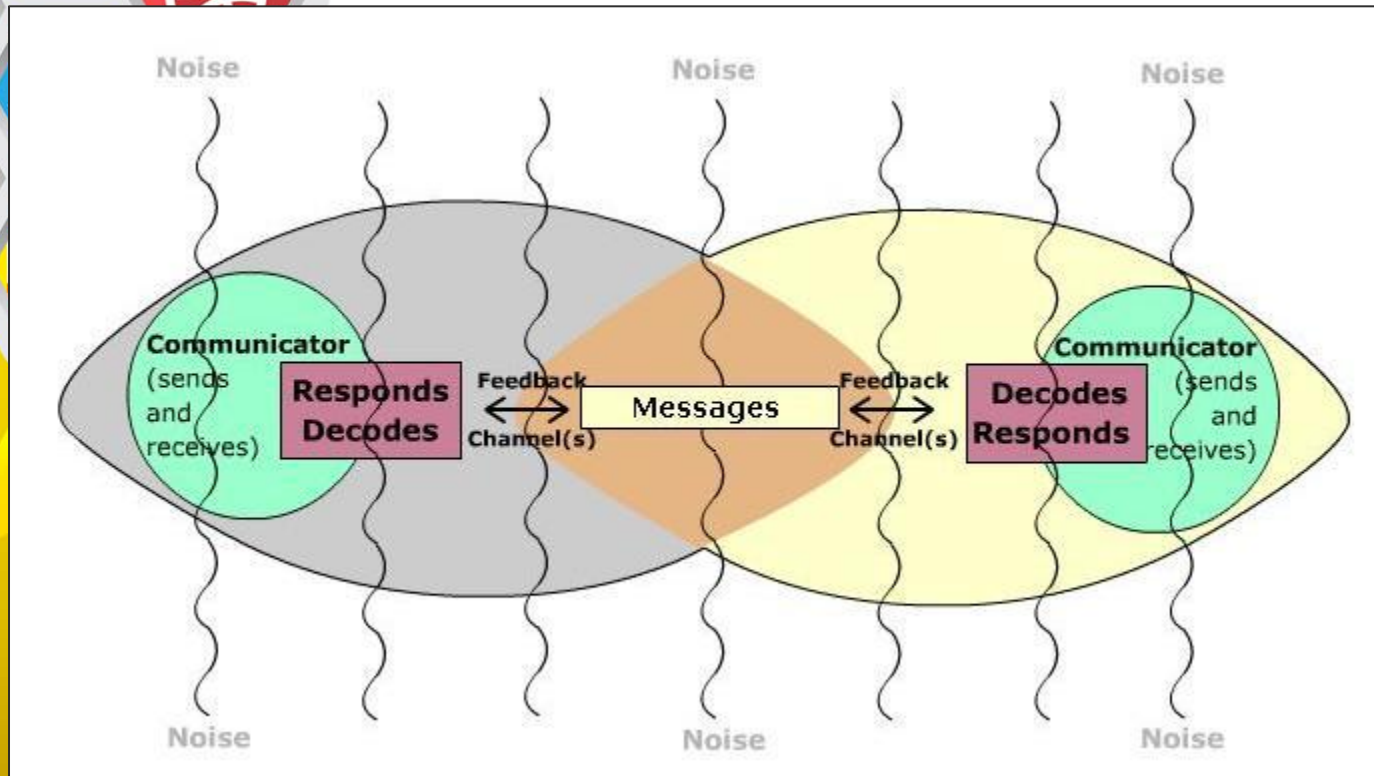 Noise
Noise
Noise
Communicator
(sends
and
receives)
Responds
Decodes
Feedback
Channel(s)
Messages
Feedback
Channel(s)
Decodes
Responds
Communicator
(sends
and
receives)
Noise
Noise
Noise